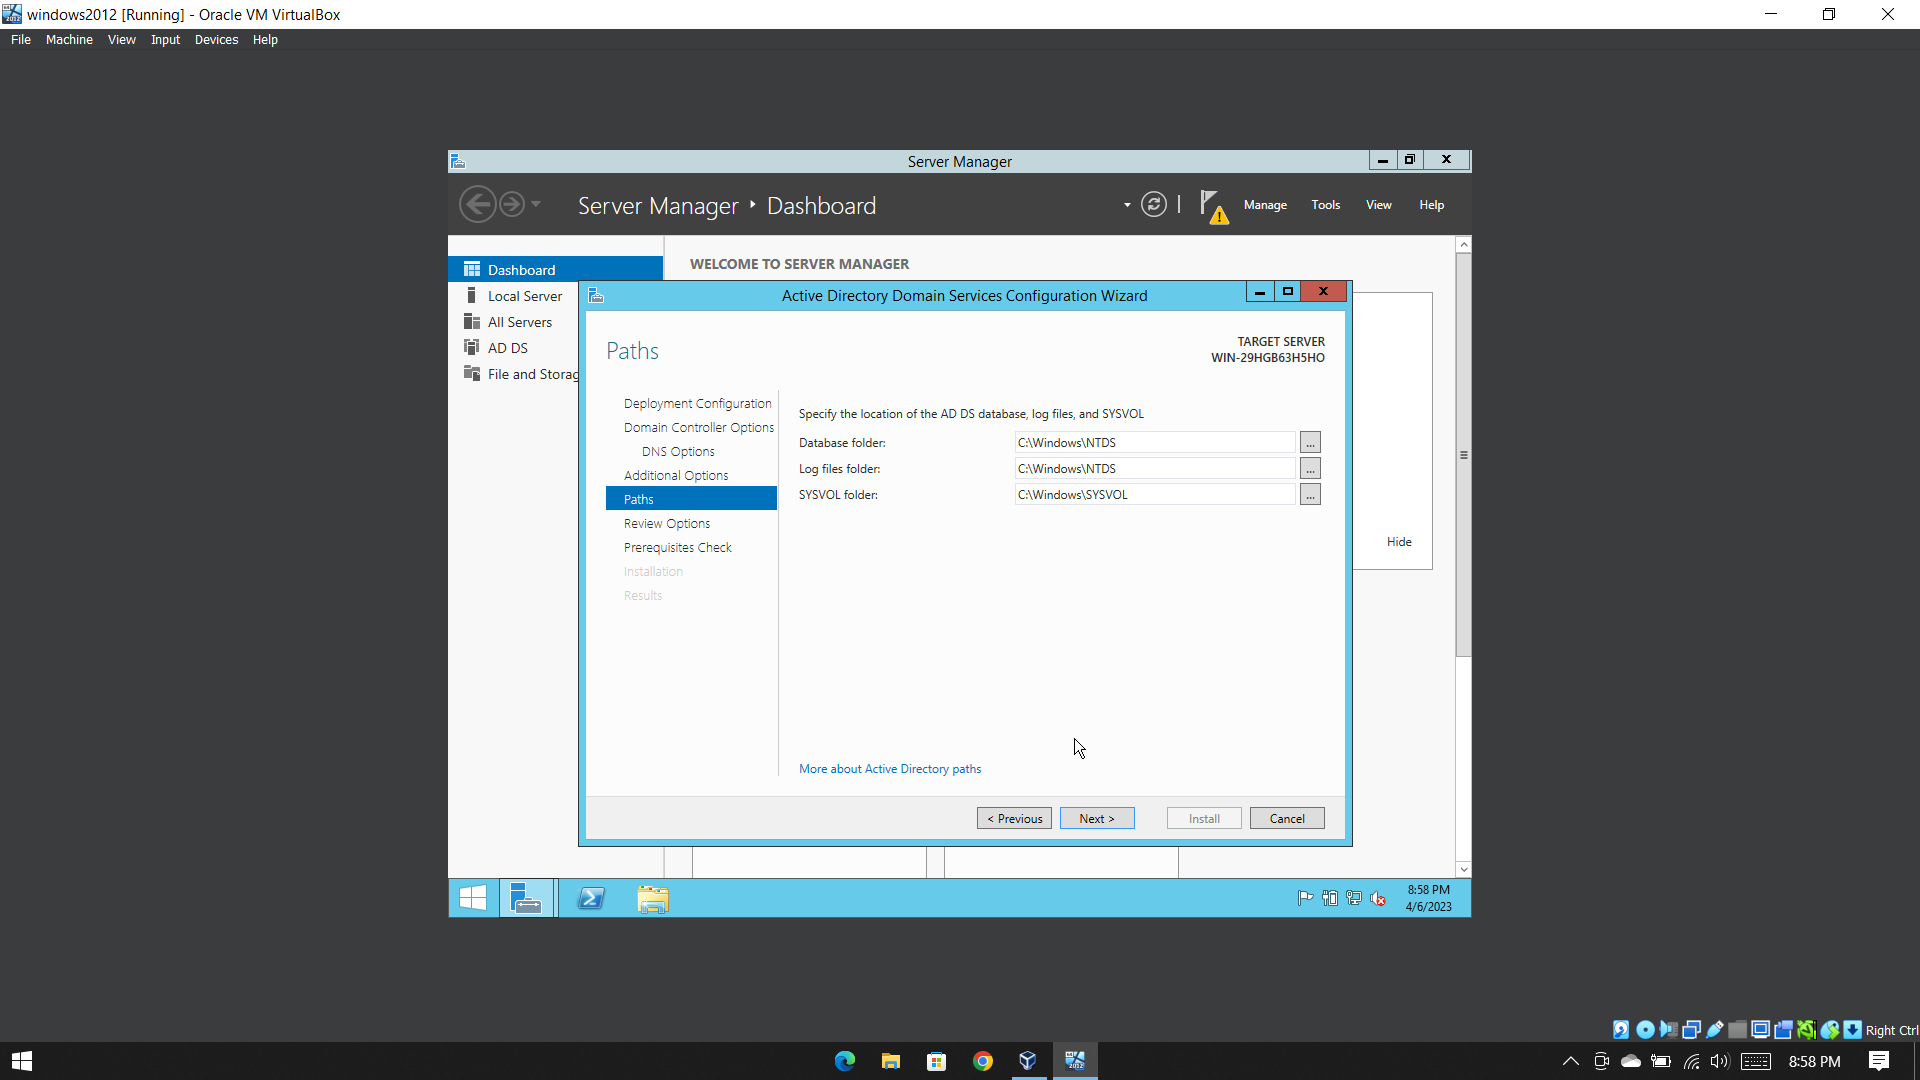 windows2012 [Running] - Oracle VM VirtualBox
File Machine View Input Devices Help
Server Manager
Server Manager Dashboard
Manage Tools View Help
Dashboard
Local Server
All Servers
AD DS
File and Storag
WELCOME TO SERVER MANAGER
Active Directory Domain Services Configuration Wizard
Paths
TARGET SERVER
WIN-29HGB63H5HO
Deployment Configuration
Domain Controller Options
DNS Options
Additional Options
Paths
Review Options
Prerequisites Check
Installation
Results
Specify the location of the AD DS database, log files, and SYSVOL
Database folder: C:\Windows\NTDS ...
Log files folder: C:\Windows\NTDS ...
SYSVOL folder: C:\Windows\SYSVOL ...
More about Active Directory paths
< Previous Next > Install Cancel
Hide
8:58 PM
4/6/2023
Right Ctrl
8:58 PM